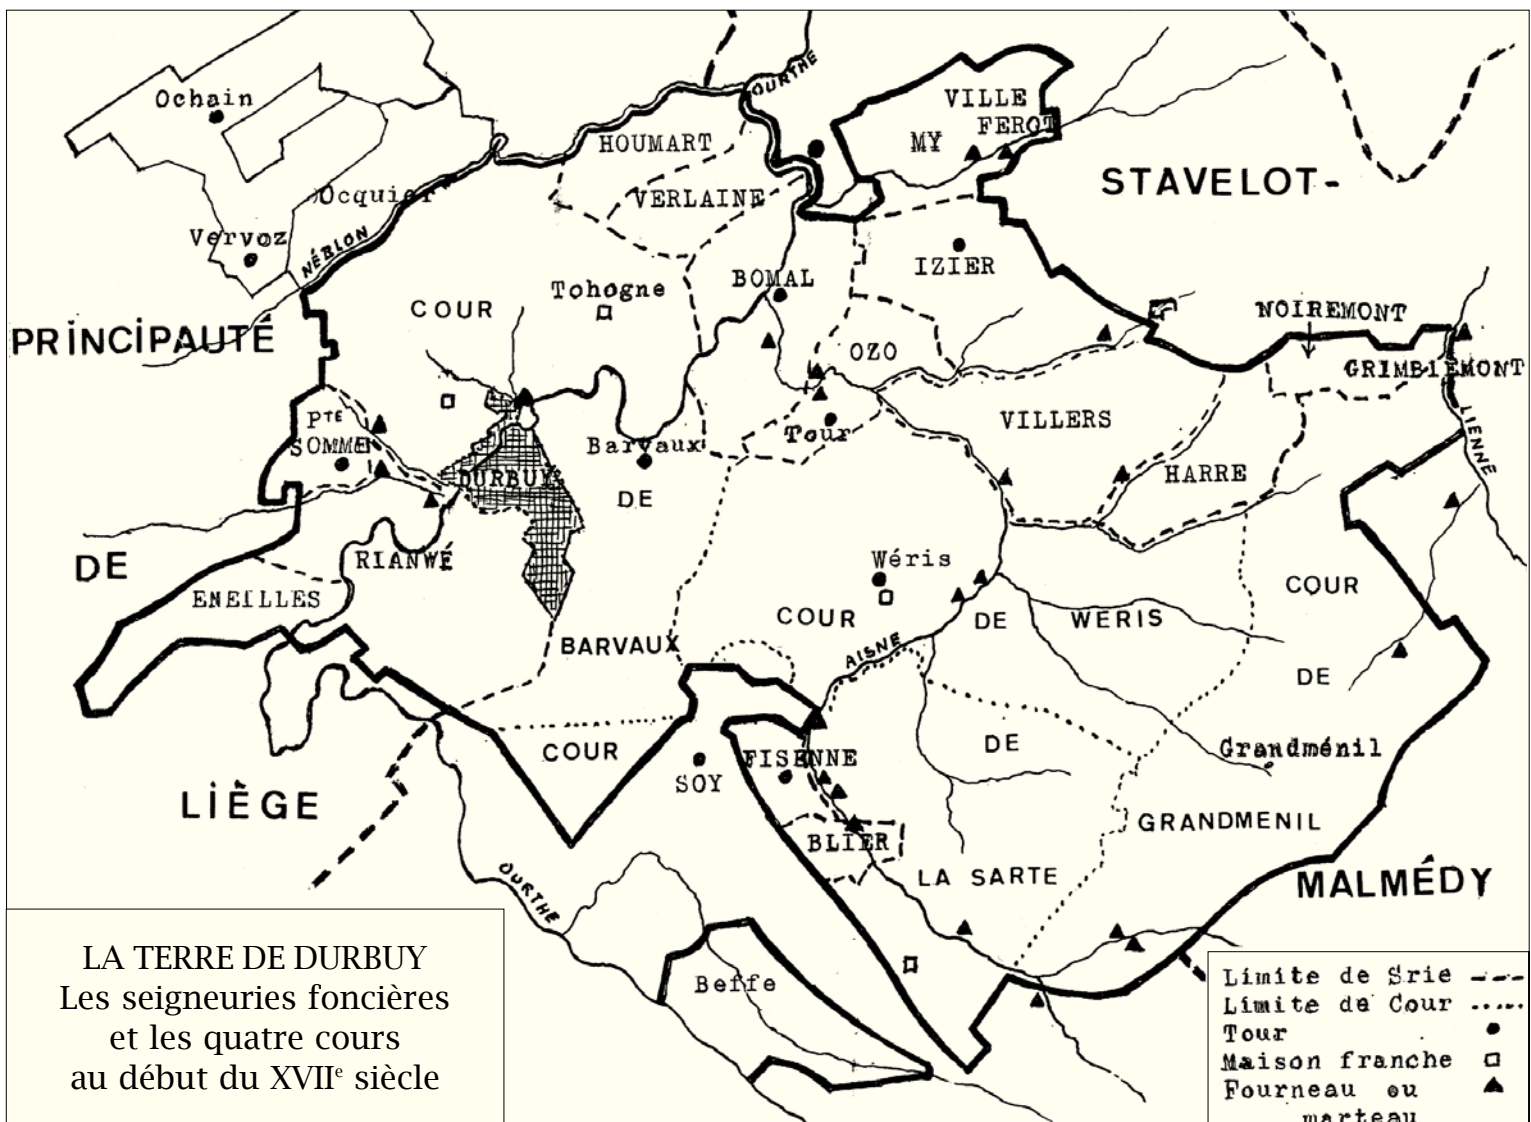 OURTHE
Ochain
VILLE
FEROT
MY
HOUMART
STAVELOT-
Ocquier
VERLAINE
Vervoz
NÉBLON
IZIER
BOMAL
Tohogne
COUR
NOIREMONT
PRINCIPAUTÉ
OZO
GRIMBIEMONT
PTE
SOMME
VILLERS
LIENNE
Tour
Barvaux
HARRE
DURBUY
DE
Wéris
RIANWÉ
DE
COUR
ENEILLES
COUR
DE
WERIS
BARVAUX
AISNE
DE
DE
Grandménil
COUR
FISENNE
SOY
LIÈGE
GRANDMENIL
BLIER
LA SARTE
MALMÉDY
OURTHE
Beffe
LA TERRE DE DURBUY
Les seigneuries foncières
et les quatre cours
au début du XVIIe siècle
Limite de Srie
Limite de Cour
Tour
Maison franche
Fourneau ou
marteau